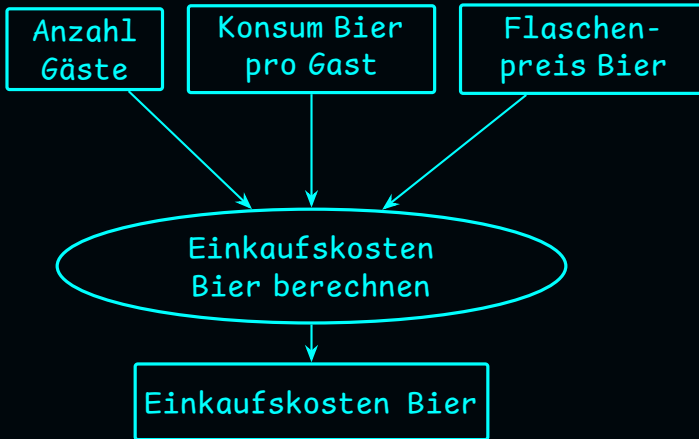 Anzahl
Gäste
Konsum Bier
pro Gast
Flaschen-
preis Bier
Einkaufskosten
Bier berechnen
Einkaufskosten Bier